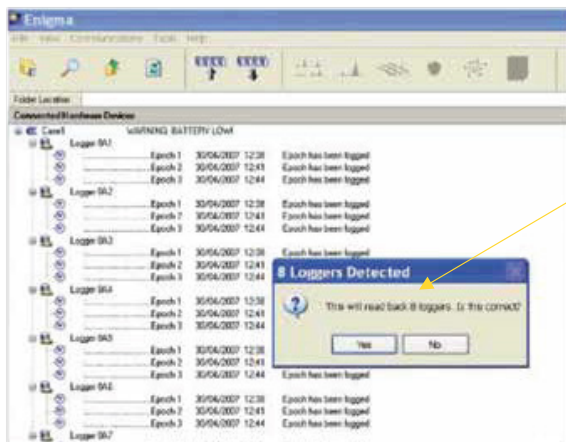 Enigma
File View Communications Tools Help
Folder Location
Connected Hardware Devices
Case1 WARNING BATTERY LOW!
Logger 0A1
Epoch 1 30/04/2007 12:38 Epoch has been logged
Epoch 2 30/04/2007 12:41 Epoch has been logged
Epoch 3 30/04/2007 12:44 Epoch has been logged
Logger 0A2
Epoch 1 30/04/2007 12:38 Epoch has been logged
Epoch 2 30/04/2007 12:41 Epoch has been logged
Epoch 3 30/04/2007 12:44 Epoch has been logged
Logger 0A3
Epoch 1 30/04/2007 12:38 Epoch has been logged
Epoch 2 30/04/2007 12:41
Epoch 3 30/04/2007 12:44
8 Loggers Detected
This will read back 8 loggers. Is this correct?
Yes No
Logger 0A4
Epoch 1 30/04/2007 12:38
Epoch 2 30/04/2007 12:41
Epoch 3 30/04/2007 12:44
Logger 0A5
Epoch 1 30/04/2007 12:38
Epoch 2 30/04/2007 12:41
Epoch 3 30/04/2007 12:44 Epoch has been logged
Logger 0A6
Epoch 1 30/04/2007 12:38 Epoch has been logged
Epoch 2 30/04/2007 12:41 Epoch has been logged
Epoch 3 30/04/2007 12:44 Epoch has been logged
Logger 0A7